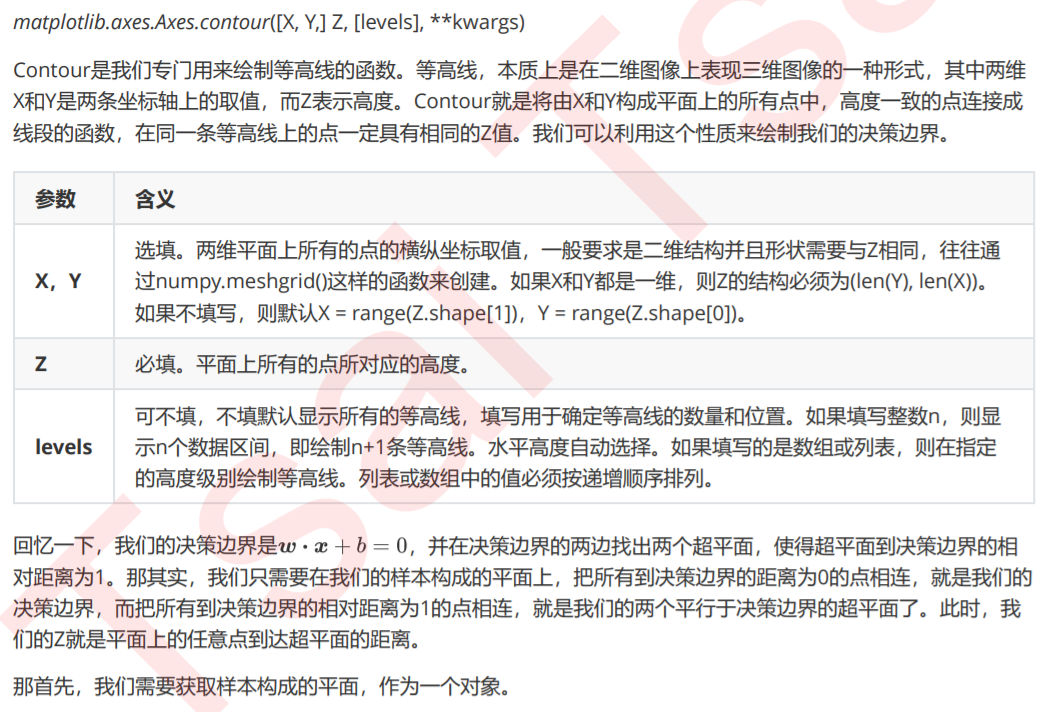 matplotlib.axes.Axes.contour([X, Y,] Z, [levels], **kwargs)
Contour是我们专门用来绘制等高线的函数。等高线，本质上是在二维图像上表现三维图像的一种形式，其中两维
X和Y是两条坐标轴上的取值，而Z表示高度。Contour就是将由X和Y构成平面上的所有点中，高度一致的点连接成
线段的函数，在同一条等高线上的点一定具有相同的Z值。我们可以利用这个性质来绘制我们的决策边界。
参数 含义
选填。两维平面上所有的点的横纵坐标取值，一般要求是二维结构并且形状需要与Z相同，往往通
X，Y 过numpy.meshgrid()这样的函数来创建。如果X和Y都是一维，则Z的结构必须为(len(Y), len(X))。
如果不填写，则默认X = range(Z.shape[1])，Y = range(Z.shape[0])。
Z 必填。平面上所有的点所对应的高度。
可不填，不填默认显示所有的等高线，填写用于确定等高线的数量和位置。如果填写整数n，则显
levels 示n个数据区间，即绘制n+1条等高线。水平高度自动选择。如果填写的是数组或列表，则在指定
的高度级别绘制等高线。列表或数组中的值必须按递增顺序排列。
回忆一下，我们的决策边界是w · x + b = 0，并在决策边界的两边找出两个超平面，使得超平面到决策边界的相
对距离为1。那其实，我们只需要在我们的样本构成的平面上，把所有到决策边界的距离为0的点相连，就是我们的
决策边界，而把所有到决策边界的相对距离为1的点相连，就是我们的两个平行于决策边界的超平面了。此时，我
们的Z就是平面上的任意点到达超平面的距离。
那首先，我们需要获取样本构成的平面，作为一个对象。
Tsai Tsai